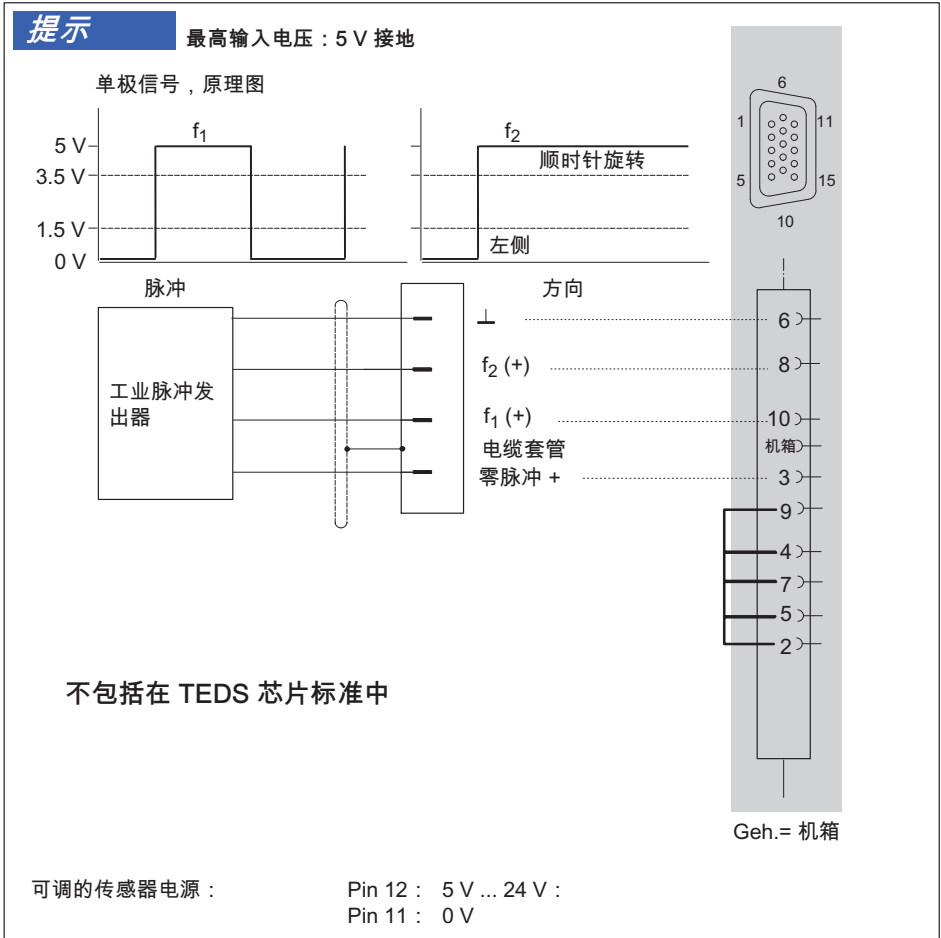 提示
最高输入电压：5 V 接地
单极信号，原理图
6
1
11
5
15
10
f1
f2
5 V
顺时针旋转
3.5 V
1.5 V
左侧
0 V
脉冲
方向
⊥
6
f2 (+)
8
工业脉冲发
出器
f1 (+)
10
电缆套管
机箱
零脉冲 +
3
9
4
7
5
2
不包括在 TEDS 芯片标准中
Geh.= 机箱
可调的传感器电源： Pin 12： 5 V ... 24 V：
Pin 11： 0 V